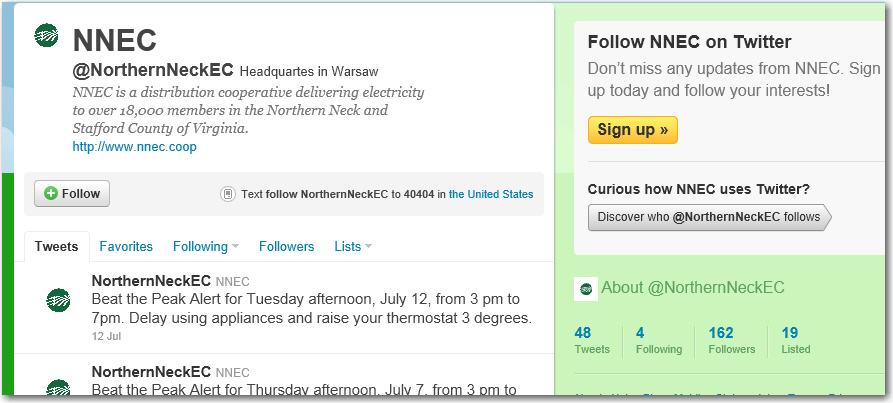 NNEC
@NorthernNeckEC Headquartes in Warsaw
NNEC is a distribution cooperative delivering electricity
to over 18,000 members in the Northern Neck and
Stafford County of Virginia.
http://www.nnec.coop
Follow
Text follow NorthernNeckEC to 40404 in the United States
Tweets Favorites Following Followers Lists
NorthernNeckEC NNEC
Beat the Peak Alert for Tuesday afternoon, July 12, from 3 pm to
7pm. Delay using appliances and raise your thermostat 3 degrees.
12 Jul
NorthernNeckEC NNEC
Beat the Peak Alert for Thursday afternoon, July 7, from 3 pm to
Follow NNEC on Twitter
Don't miss any updates from NNEC. Sign
up today and follow your interests!
Sign up »
Curious how NNEC uses Twitter?
Discover who @NorthernNeckEC follows
About @NorthernNeckEC
48 4 162 19
Tweets Following Followers Listed